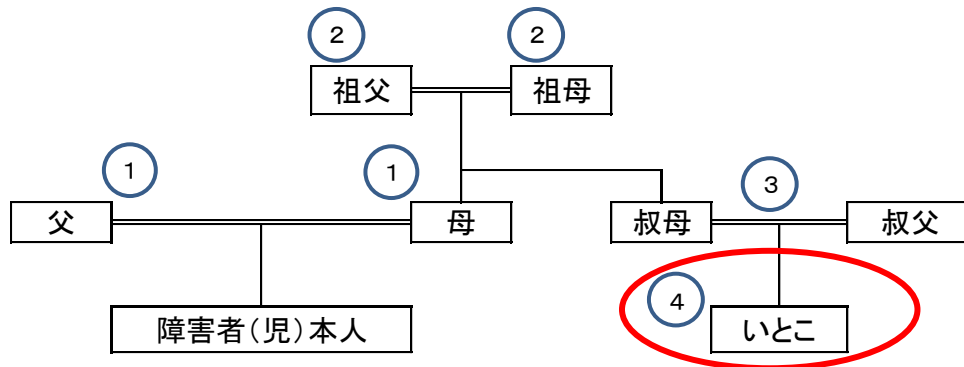 ２ ２
祖父 祖母
１ １ ３
父 母 叔母 叔父
４
障害者（児）本人 いとこ